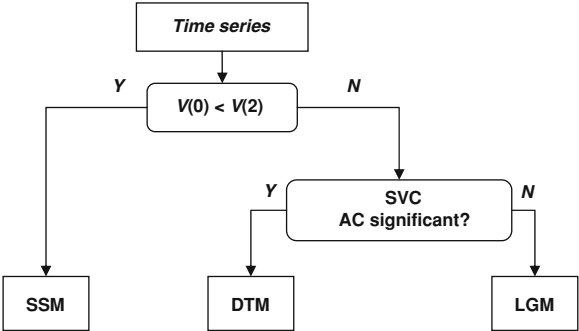 Time series
Y
V(0) < V(2)
N
SVC
AC significant?
Y
N
SSM
DTM
LGM